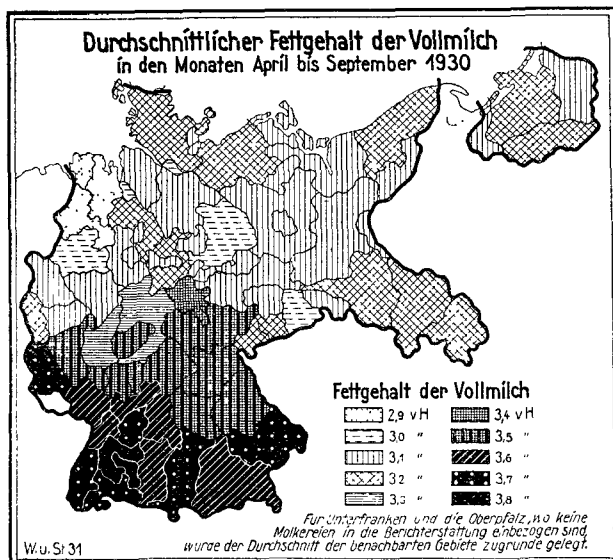 Durchschnittlicher Fettgehalt der Vollmilch
in den Monaten April bis September 1930
Fettgehalt der Vollmilch
2,9 vH
3,0 "
3,1 "
3,2 "
3,3 "
3,4 vH
3,5 "
3,6 "
3,7 "
3,8 "
Für Unterfranken und die Oberpfalz, wo keine
Molkereien in die Berichterstattung einbezogen sind,
wurde der Durchschnitt der benachbarten Gebiete zugrunde gelegt.
W.u.St.31